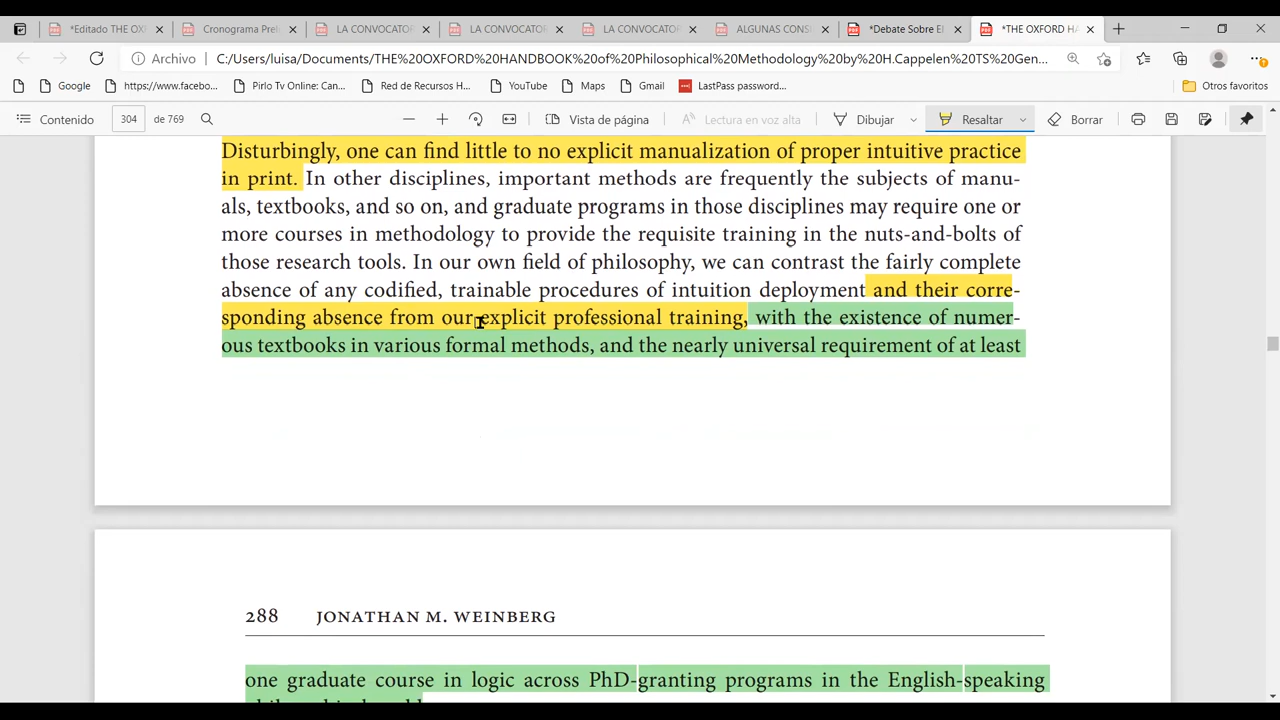 *Editado THE OX
Cronograma Prel
LA CONVOCATOR
LA CONVOCATOR
LA CONVOCATOR
ALGUNAS CONSI
*Debate Sobre El
*THE OXFORD HA
Archivo
C:/Users/luisa/Documents/THE%20OXFORD%20HANDBOOK%20of%20Philosophical%20Methodology%20by%20H.Cappelen%20TS%20Gen...
Google
https://www.facebo...
Pirlo Tv Online: Can...
Red de Recursos H...
YouTube
Maps
Gmail
LastPass password...
Otros favoritos
Contenido
304
de 769
Vista de página
Lectura en voz alta
Dibujar
Resaltar
Borrar
Disturbingly, one can find little to no explicit manualization of proper intuitive practice
in print. In other disciplines, important methods are frequently the subjects of manu-
als, textbooks, and so on, and graduate programs in those disciplines may require one or
more courses in methodology to provide the requisite training in the nuts-and-bolts of
those research tools. In our own field of philosophy, we can contrast the fairly complete
absence of any codified, trainable procedures of intuition deployment and their corre-
sponding absence from our explicit professional training, with the existence of numer-
ous textbooks in various formal methods, and the nearly universal requirement of at least
288 JONATHAN M. WEINBERG
one graduate course in logic across PhD-granting programs in the English-speaking